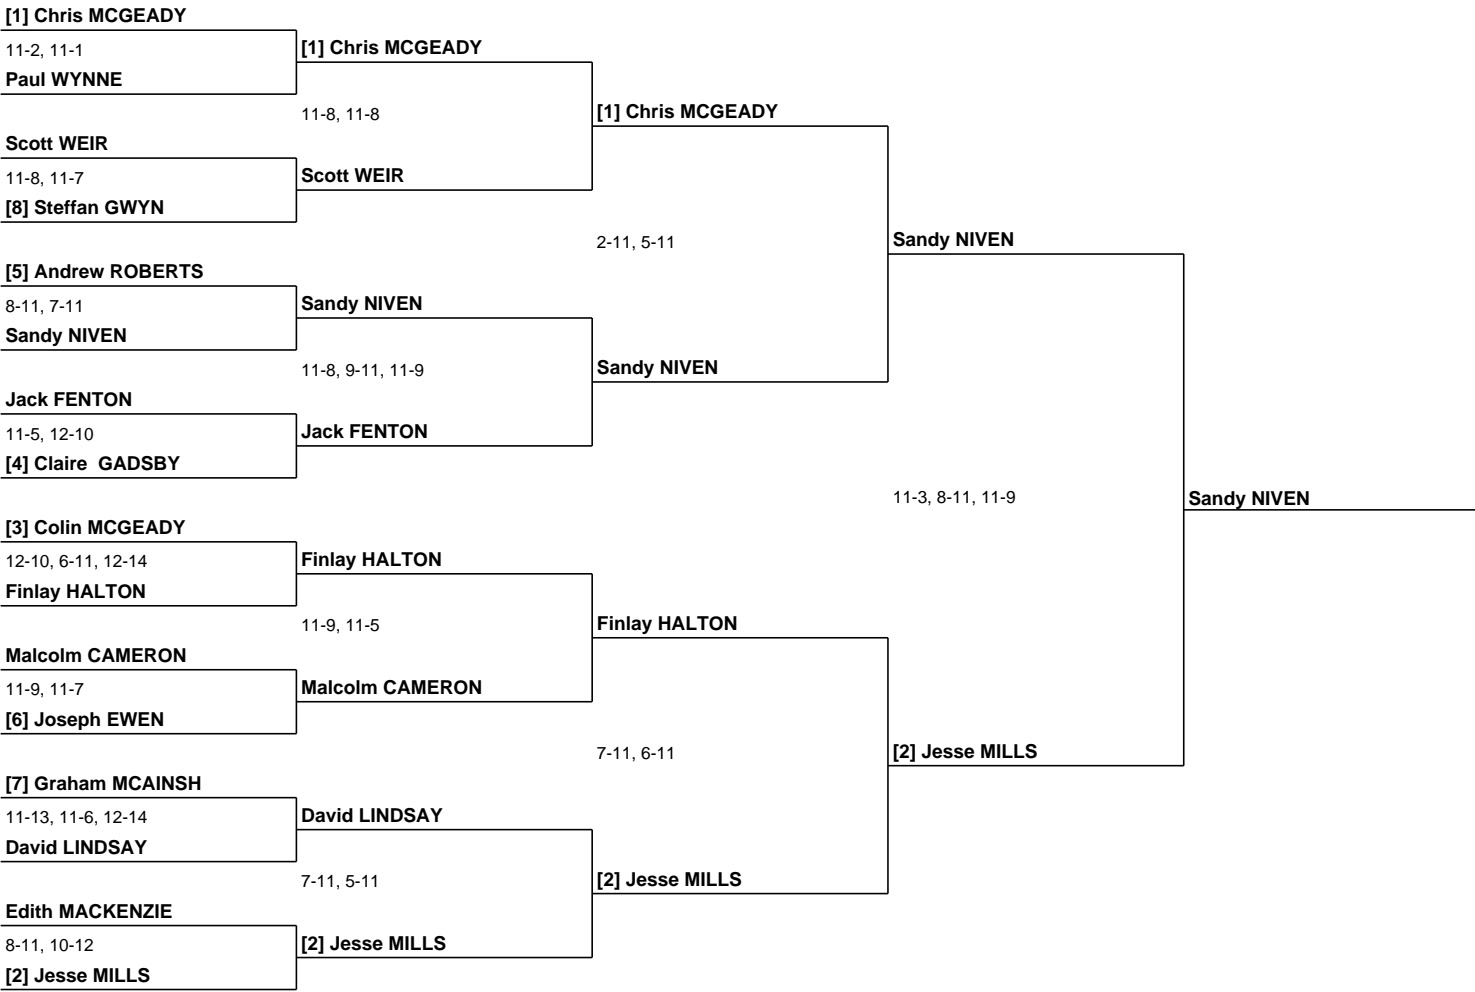 [1] Chris MCGEADY
11-2, 11-1
[1] Chris MCGEADY
Paul WYNNE
11-8, 11-8
[1] Chris MCGEADY
Scott WEIR
11-8, 11-7
Scott WEIR
[8] Steffan GWYN
2-11, 5-11
Sandy NIVEN
[5] Andrew ROBERTS
8-11, 7-11
Sandy NIVEN
Sandy NIVEN
11-8, 9-11, 11-9
Sandy NIVEN
Jack FENTON
11-5, 12-10
Jack FENTON
[4] Claire  GADSBY
11-3, 8-11, 11-9
Sandy NIVEN
[3] Colin MCGEADY
12-10, 6-11, 12-14
Finlay HALTON
Finlay HALTON
11-9, 11-5
Finlay HALTON
Malcolm CAMERON
11-9, 11-7
Malcolm CAMERON
[6] Joseph EWEN
7-11, 6-11
[2] Jesse MILLS
[7] Graham MCAINSH
11-13, 11-6, 12-14
David LINDSAY
David LINDSAY
7-11, 5-11
[2] Jesse MILLS
Edith MACKENZIE
8-11, 10-12
[2] Jesse MILLS
[2] Jesse MILLS